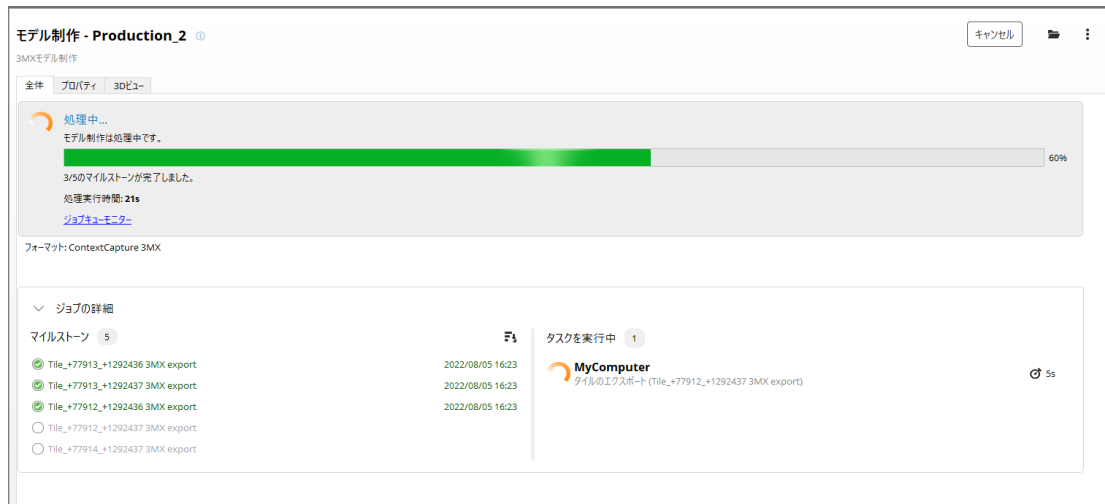 モデル制作 - Production_2
キャンセル
3MXモデル制作
全体 プロパティ 3Dビュー
処理中...
モデル制作は処理中です。
60%
3/5のマイルストーンが完了しました。
処理実行時間: 21s
ジョブキューモニター
フォーマット: ContextCapture 3MX
ジョブの詳細
マイルストーン 5
Tile_+77913_+1292436 3MX export 2022/08/05 16:23
Tile_+77913_+1292437 3MX export 2022/08/05 16:23
Tile_+77912_+1292436 3MX export 2022/08/05 16:23
Tile_+77912_+1292437 3MX export
Tile_+77914_+1292437 3MX export
タスクを実行中 1
MyComputer
タイルのエクスポート (Tile_+77912_+1292437 3MX export)
5s